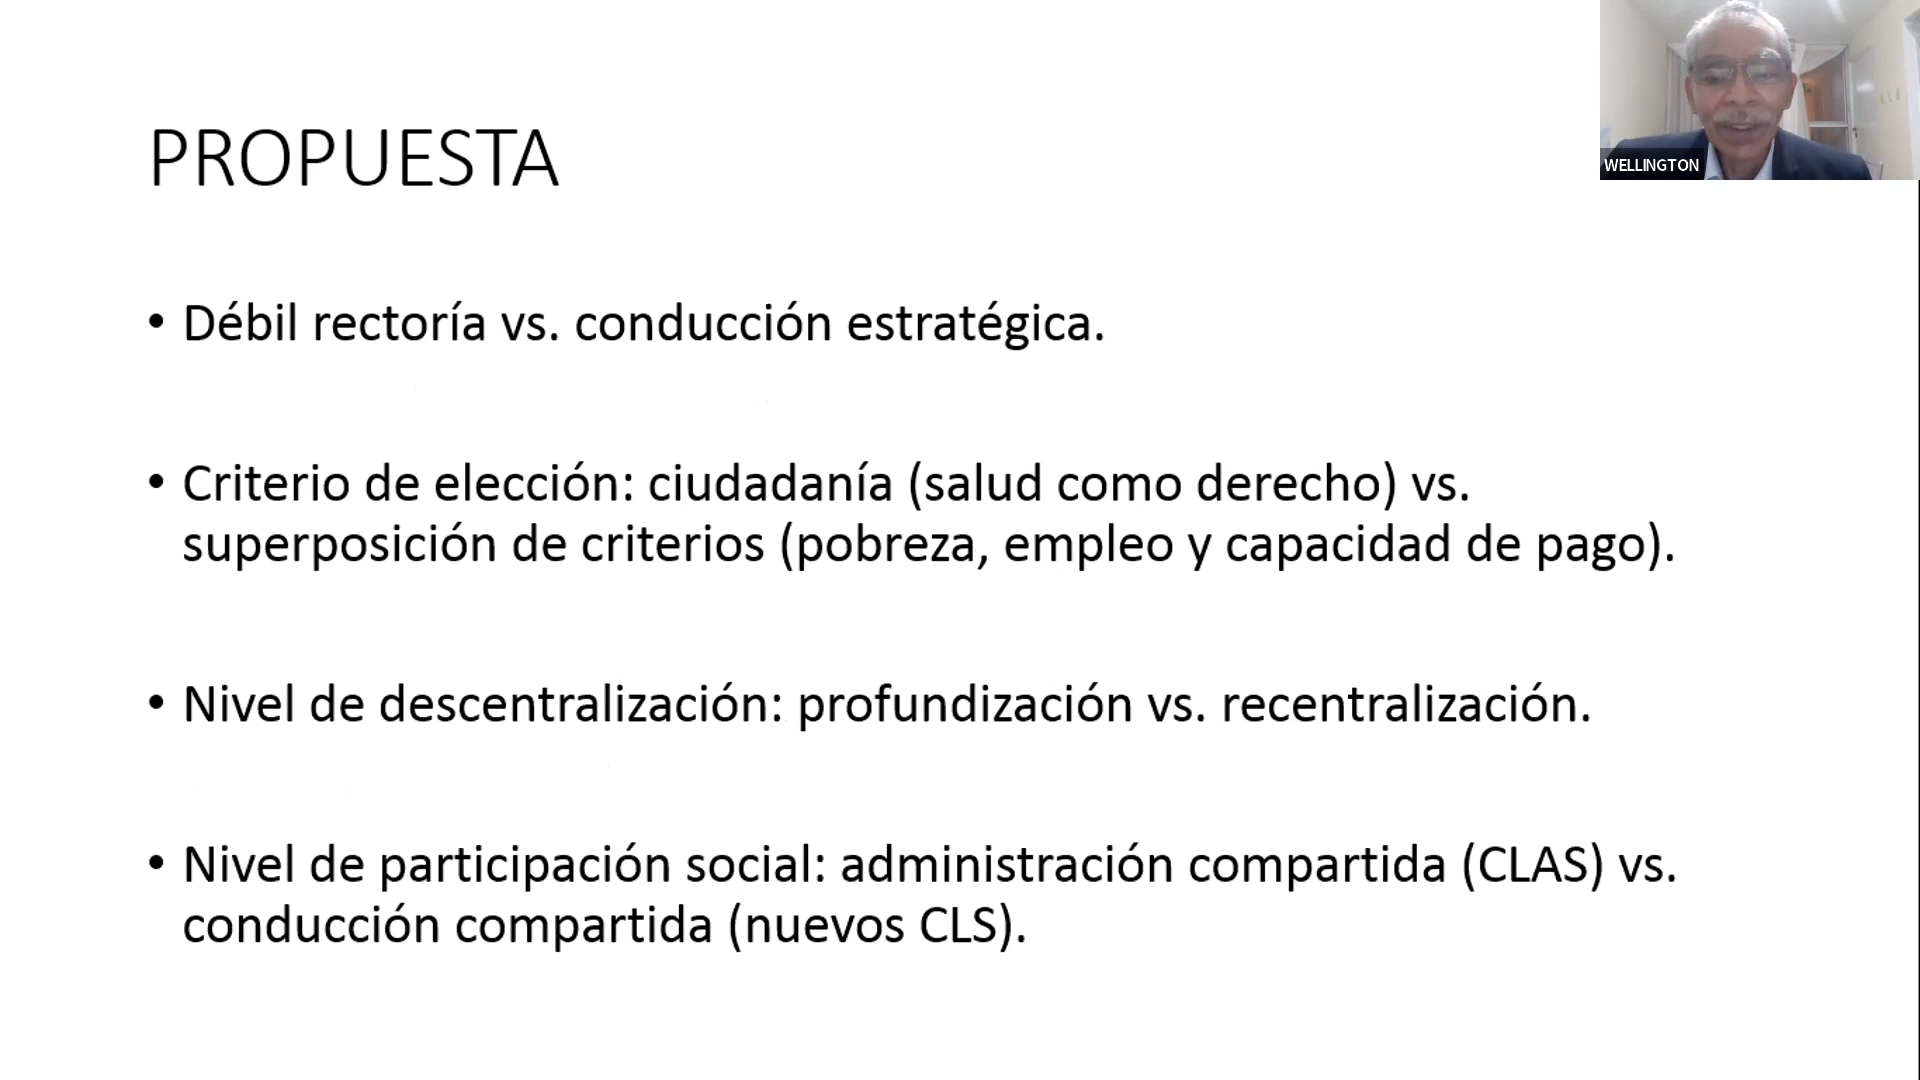 WELLINGTON
PROPUESTA
• Débil rectoría vs. conducción estratégica.
• Criterio de elección: ciudadanía (salud como derecho) vs.
superposición de criterios (pobreza, empleo y capacidad de pago).
• Nivel de descentralización: profundización vs. recentralización.
• Nivel de participación social: administración compartida (CLAS) vs.
conducción compartida (nuevos CLS).